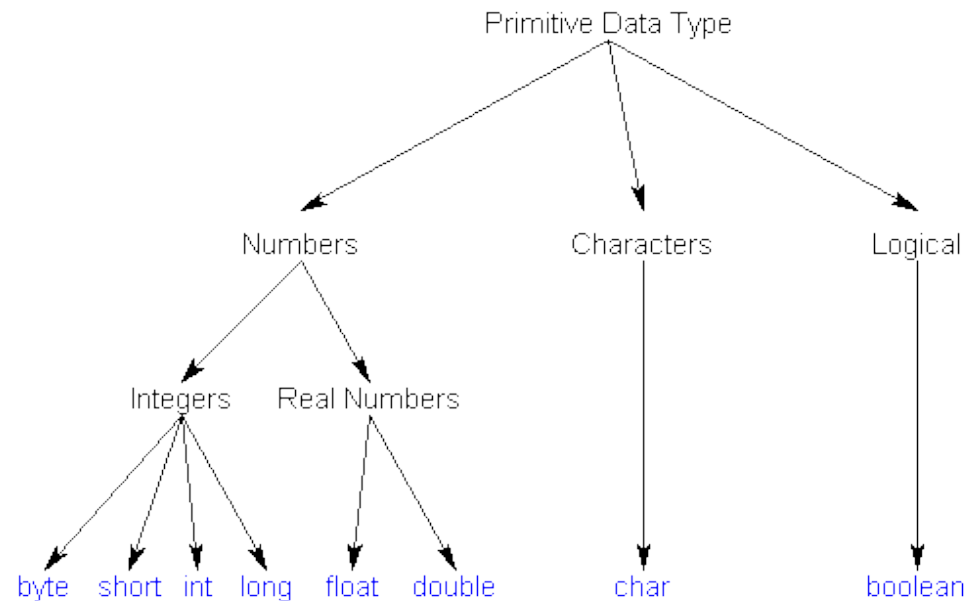 Primitive Data Type
Numbers Characters Logical
Integers Real Numbers
byte short int long float double char boolean